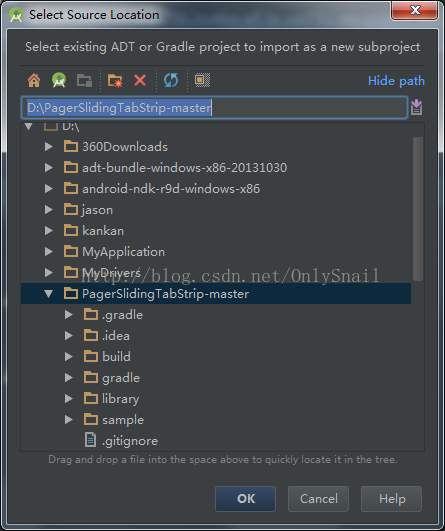 Select Source Location
Select existing ADT or Gradle project to import as a new subproject
Hide path
D:\PagerSlidingTabStrip-master
D:\
360Downloads
adt-bundle-windows-x86-20131030
android-ndk-r9d-windows-x86
jason
kankan
MyApplication
MyDrivers
http://blog.csdn.net/OnlySnail
PagerSlidingTabStrip-master
.gradle
.idea
build
gradle
library
sample
.gitignore
Drag and drop a file into the space above to quickly locate it in the tree.
OK
Cancel
Help